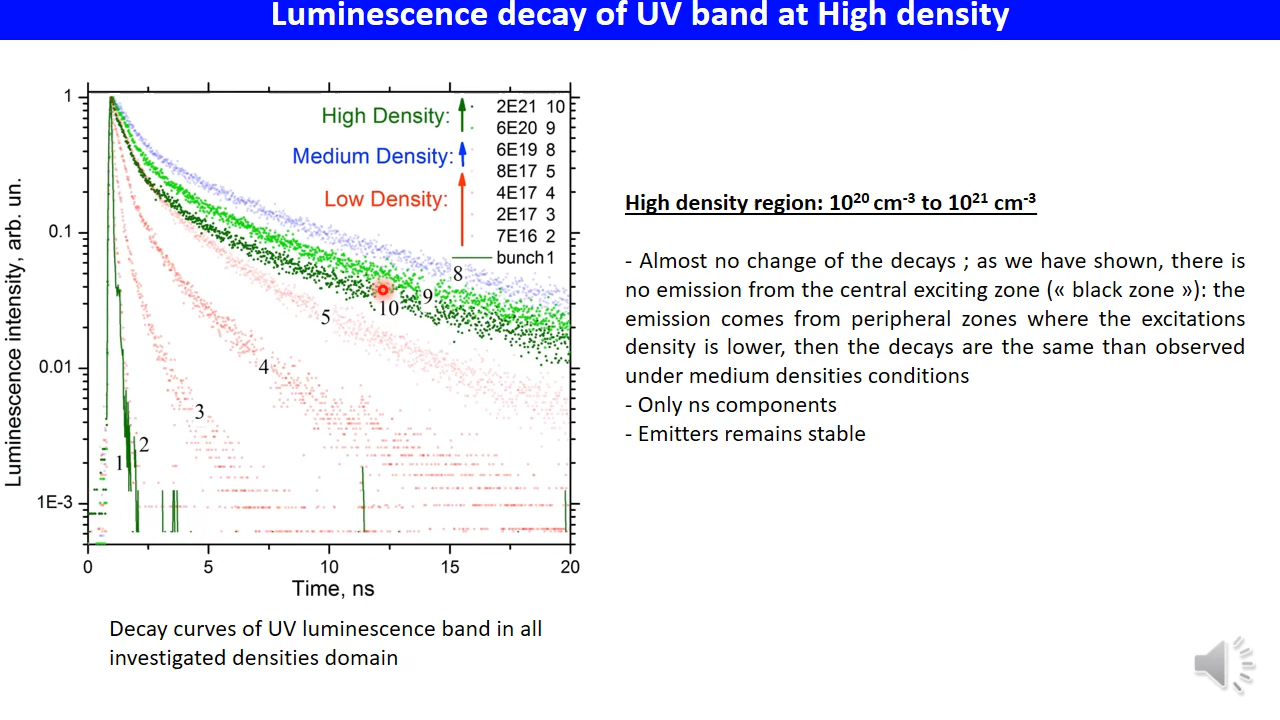 Luminescence decay of UV band at High density
Luminescence intensity, arb. un.
1
0.1
0.01
1E-3
High Density:
Medium Density:
Low Density:
2E21 10
6E20 9
6E19 8
8E17 5
4E17 4
2E17 3
7E16 2
bunch 1
8
9
10
5
4
3
2
1
0 5 10 15 20
Time, ns
Decay curves of UV luminescence band in all
investigated densities domain
High density region: 10²⁰ cm⁻³ to 10²¹ cm⁻³
- Almost no change of the decays ; as we have shown, there is
no emission from the central exciting zone (« black zone »): the
emission comes from peripheral zones where the excitations
density is lower, then the decays are the same than observed
under medium densities conditions
- Only ns components
- Emitters remains stable